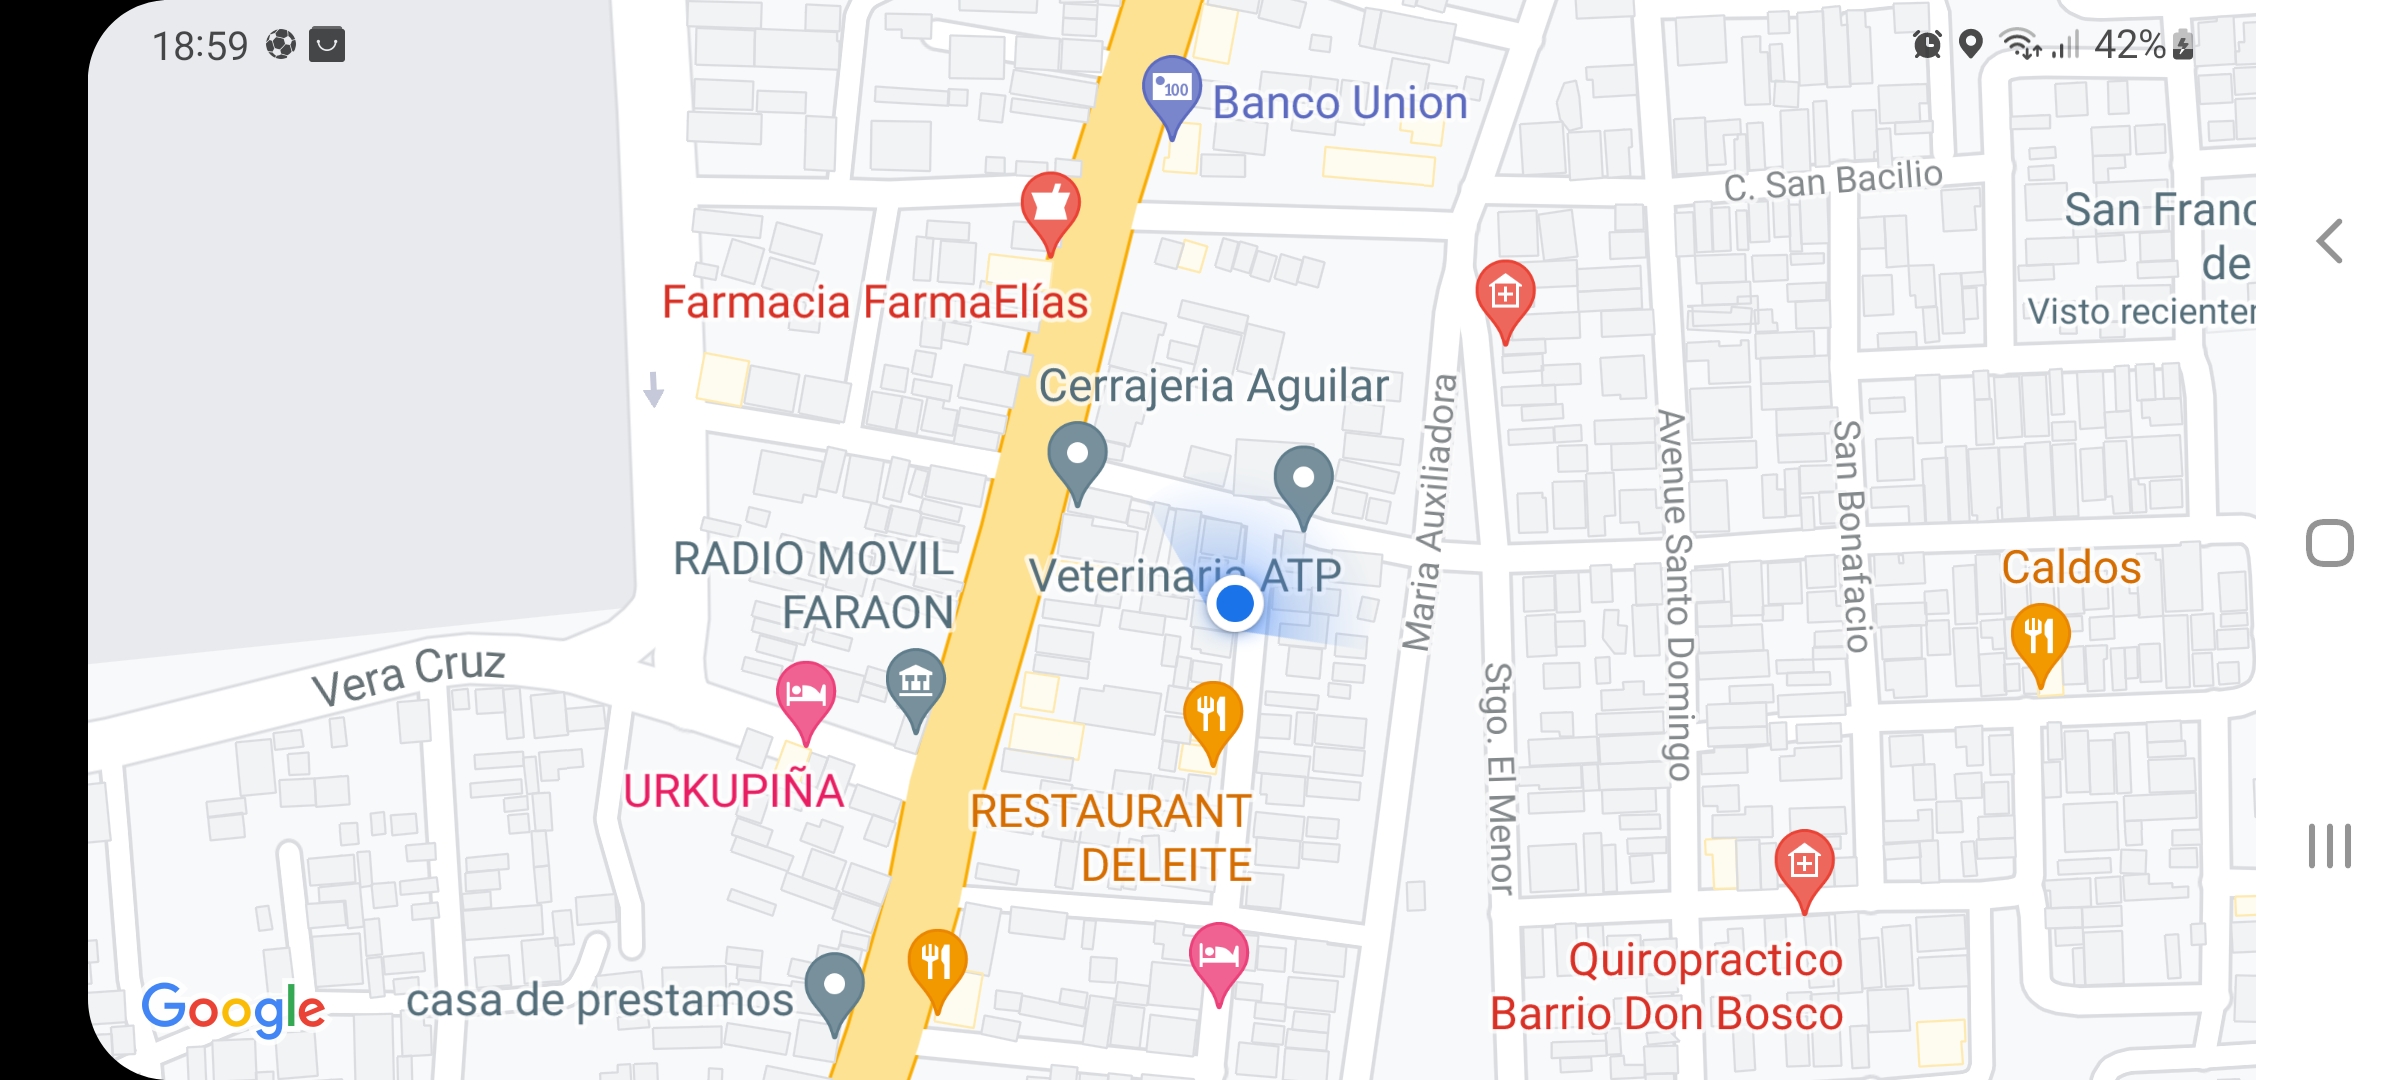 18:59
42%
100
Banco Union
C. San Bacilio
San Franc
de
Visto recienter
Farmacia FarmaElías
Cerrajeria Aguilar
Maria Auxiliadora
Avenue Santo Domingo
San Bonafacio
RADIO MOVIL
FARAON
Veterinaria ATP
Caldos
Vera Cruz
Stgo. El Menor
URKUPIÑA
RESTAURANT
DELEITE
Quiropractico
Barrio Don Bosco
casa de prestamos
Google